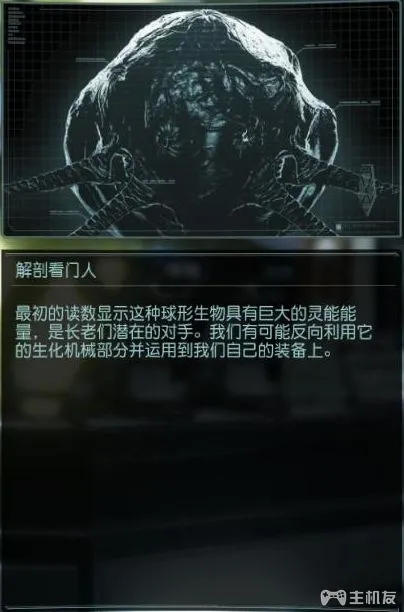 解剖看门人
最初的读数显示这种球形生物具有巨大的灵能能
量，是长老们潜在的对手。我们有可能反向利用它
的生化机械部分并运用到我们自己的装备上。
主机友